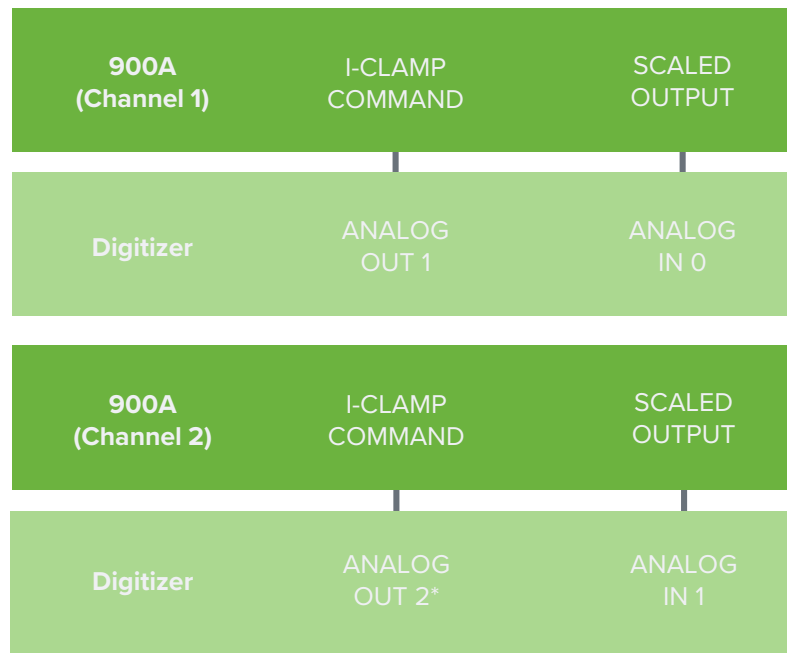 900A
(Channel 1)
I-CLAMP
COMMAND
SCALED
OUTPUT
Digitizer
ANALOG
OUT 1
ANALOG
IN 0
900A
(Channel 2)
I-CLAMP
COMMAND
SCALED
OUTPUT
Digitizer
ANALOG
OUT 2*
ANALOG
IN 1